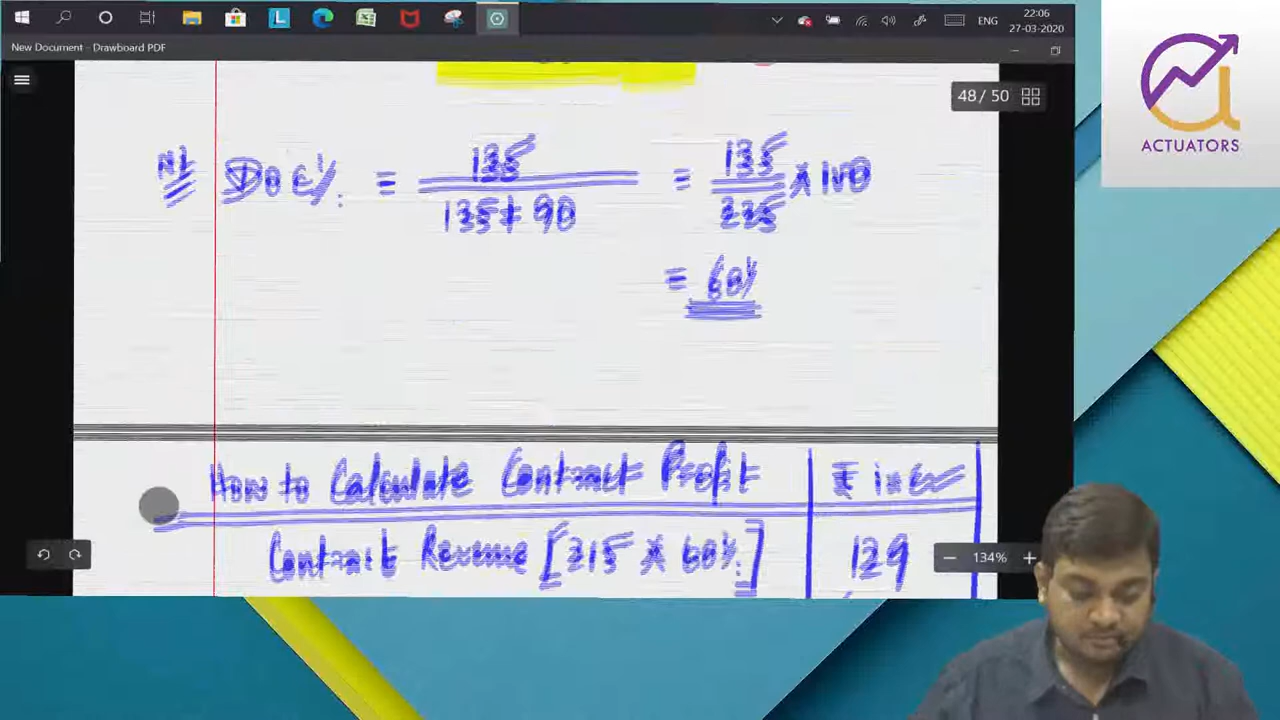 22:06
ENG
27-03-2020
New Document - Drawboard PDF
48 / 50
ACTUATORS
N1 DOC% = 135 / 135+90 = 135 / 225 * 100
= 60%
How to Calculate Contract Profit ₹ in cr
Contract Revenue [215 * 60%] 129
134%